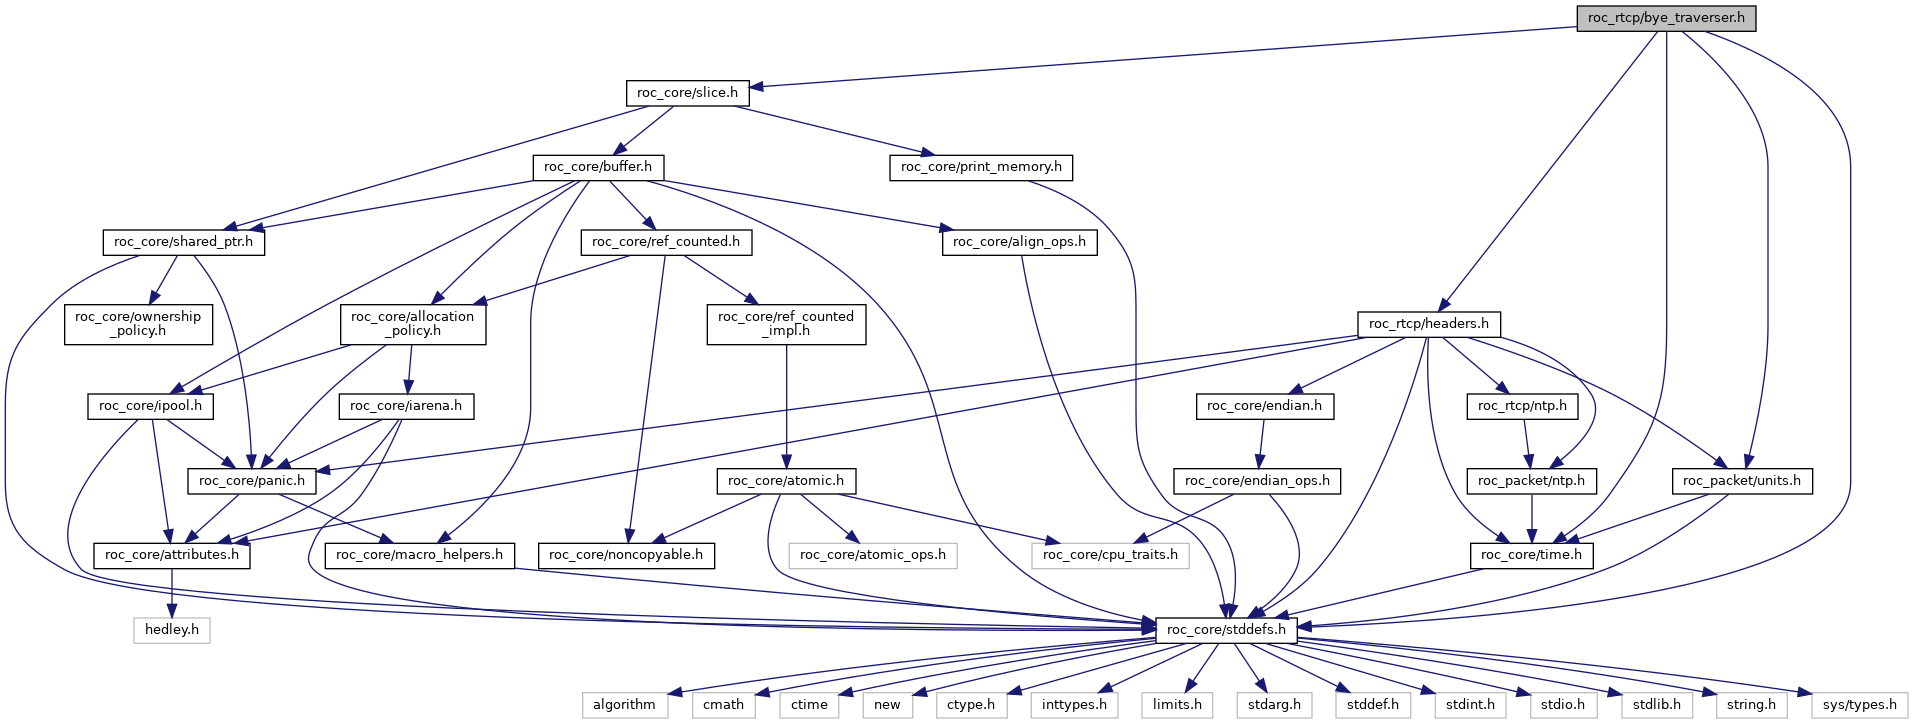 roc_rtcp/bye_traverser.h
roc_core/slice.h
roc_core/buffer.h
roc_core/print_memory.h
roc_core/shared_ptr.h
roc_core/ref_counted.h
roc_core/align_ops.h
roc_core/ownership
_policy.h
roc_core/allocation
_policy.h
roc_core/ref_counted
_impl.h
roc_rtcp/headers.h
roc_core/ipool.h
roc_core/iarena.h
roc_core/endian.h
roc_rtcp/ntp.h
roc_core/panic.h
roc_core/atomic.h
roc_core/endian_ops.h
roc_packet/ntp.h
roc_packet/units.h
roc_core/attributes.h
roc_core/macro_helpers.h
roc_core/noncopyable.h
roc_core/atomic_ops.h
roc_core/cpu_traits.h
roc_core/time.h
hedley.h
roc_core/stddefs.h
algorithm
cmath
ctime
new
ctype.h
inttypes.h
limits.h
stdarg.h
stddef.h
stdint.h
stdio.h
stdlib.h
string.h
sys/types.h